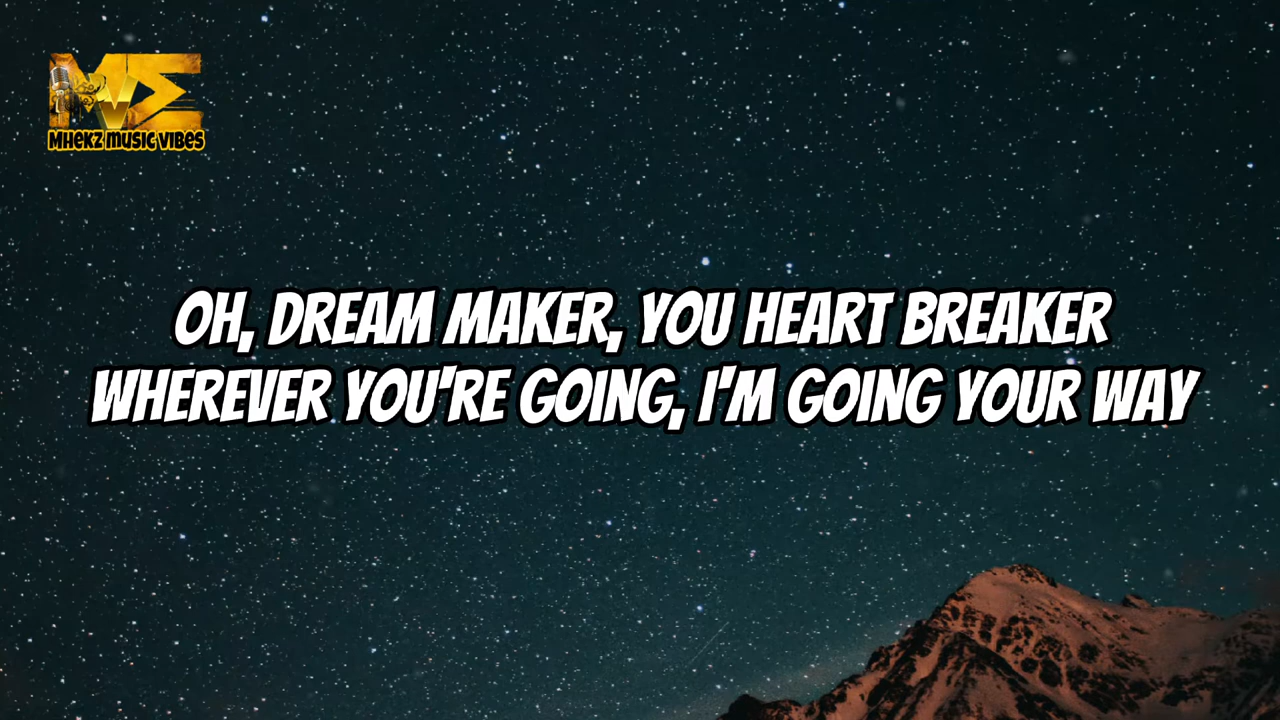 MHEKZ MUSIC VIBES
OH, DREAM MAKER, YOU HEART BREAKER
WHEREVER YOU'RE GOING, I'M GOING YOUR WAY